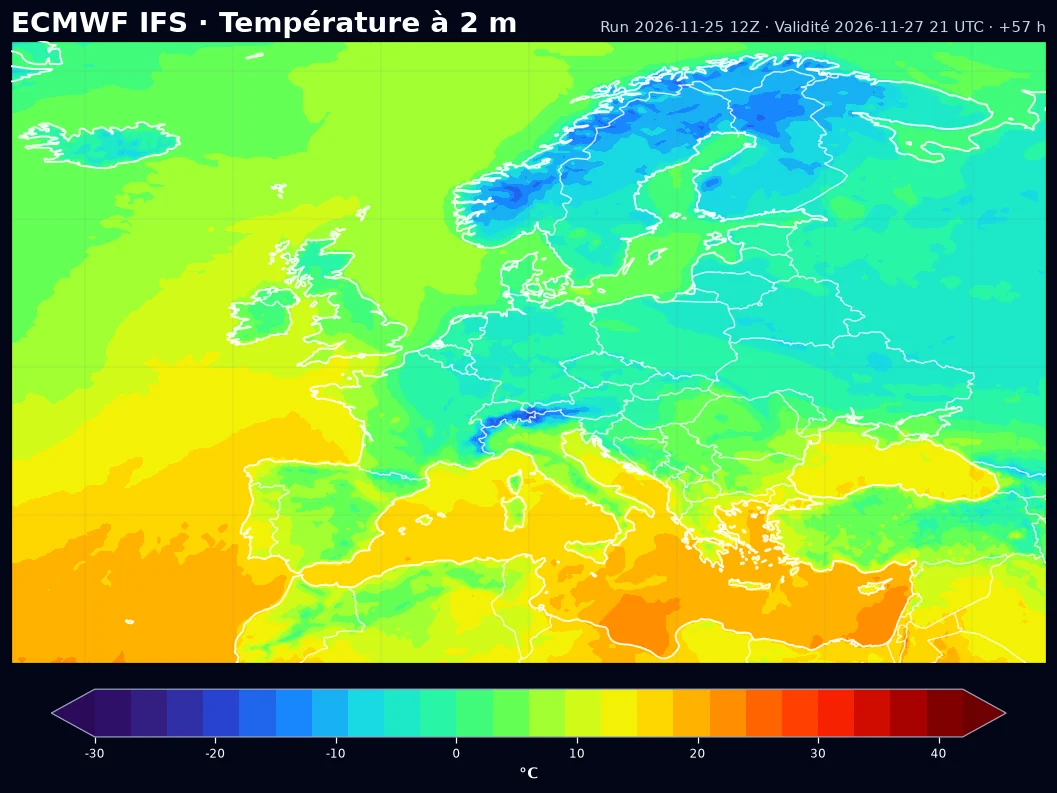 ECMWF IFS · Température à 2 m
Run 2026-11-25 12Z · Validité 2026-11-27 21 UTC · +57 h
-30 -20 -10 0 10 20 30 40
°C